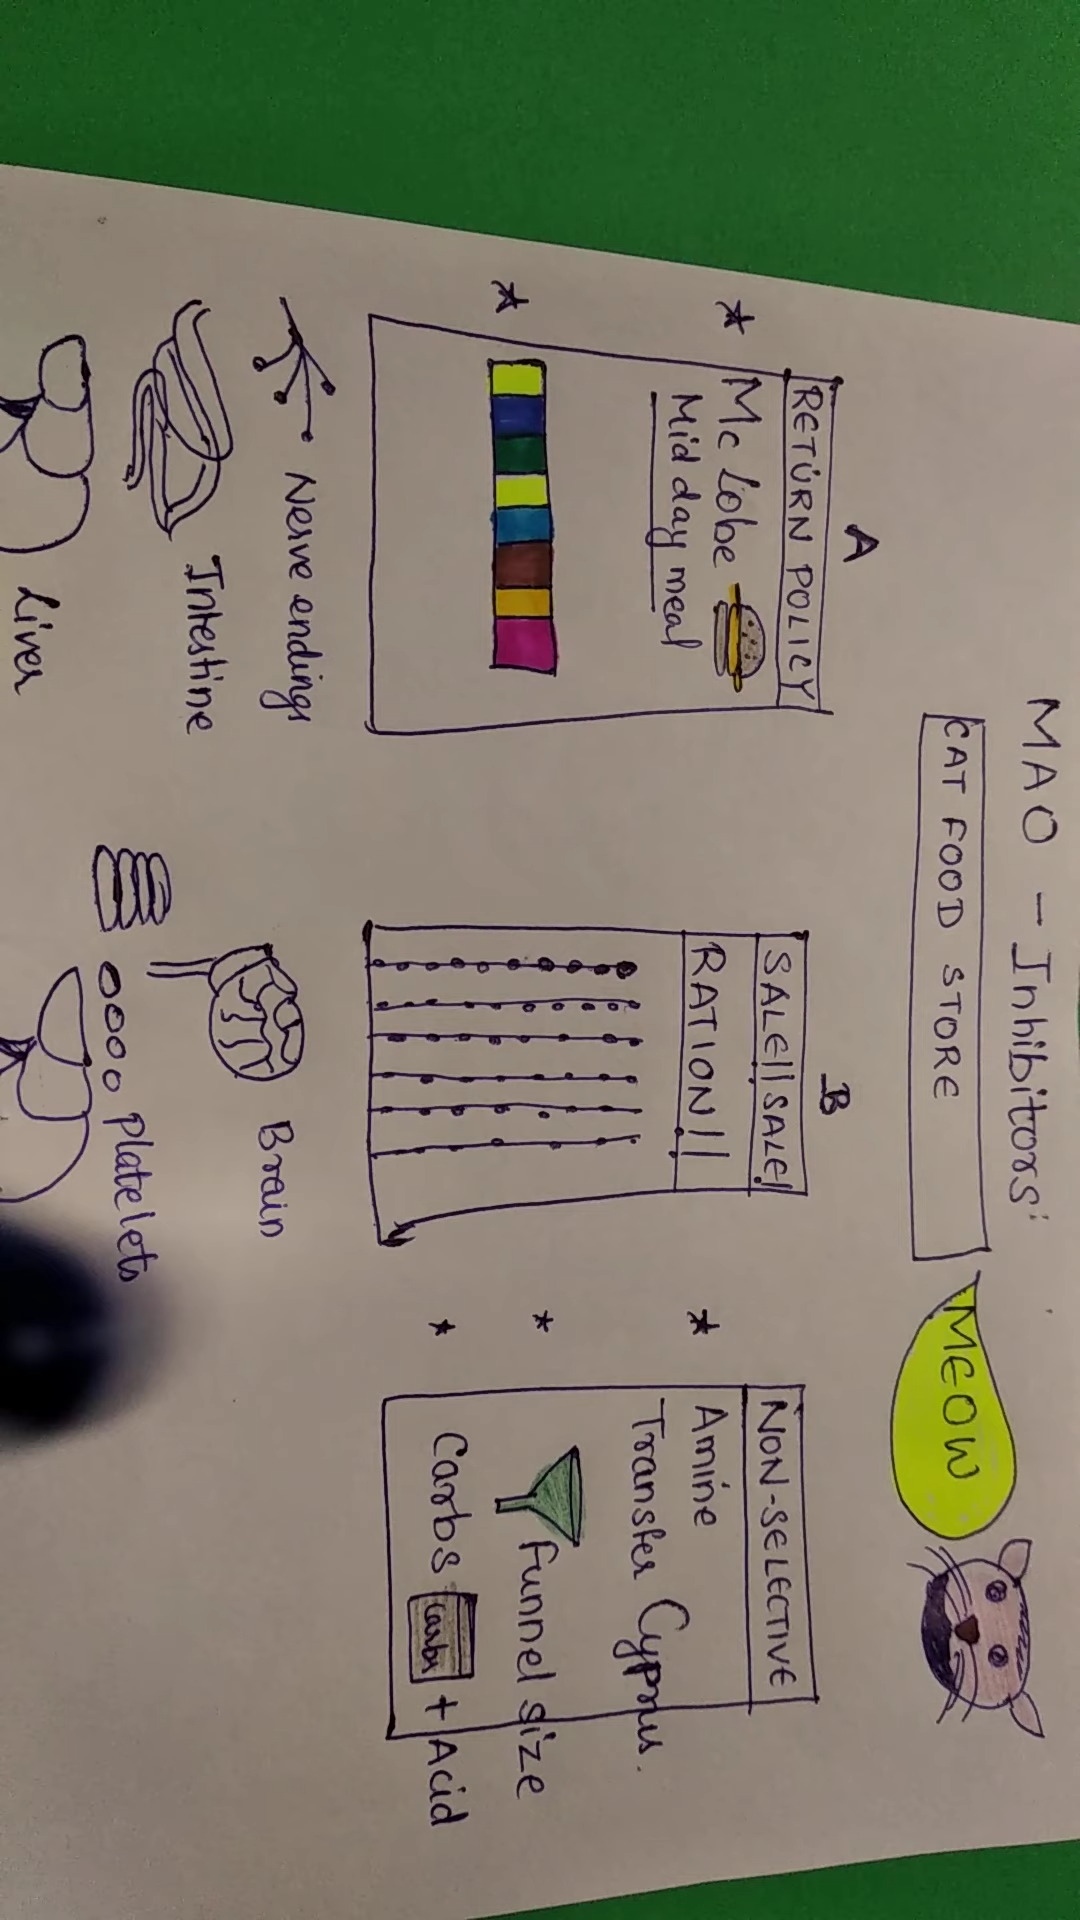 MAO - Inhibitors:
CAT FOOD STORE
MEOW
A
RETURN POLICY
Mc Lobe
Mid day meal
Nerve endings
Intestine
Liver
B
SALE!! SALE!
RATION!!
Brain
Platelets
NON-SELECTIVE
Amine
Transfer Cyprus.
Funnel size
Carbs Carbs + Acid